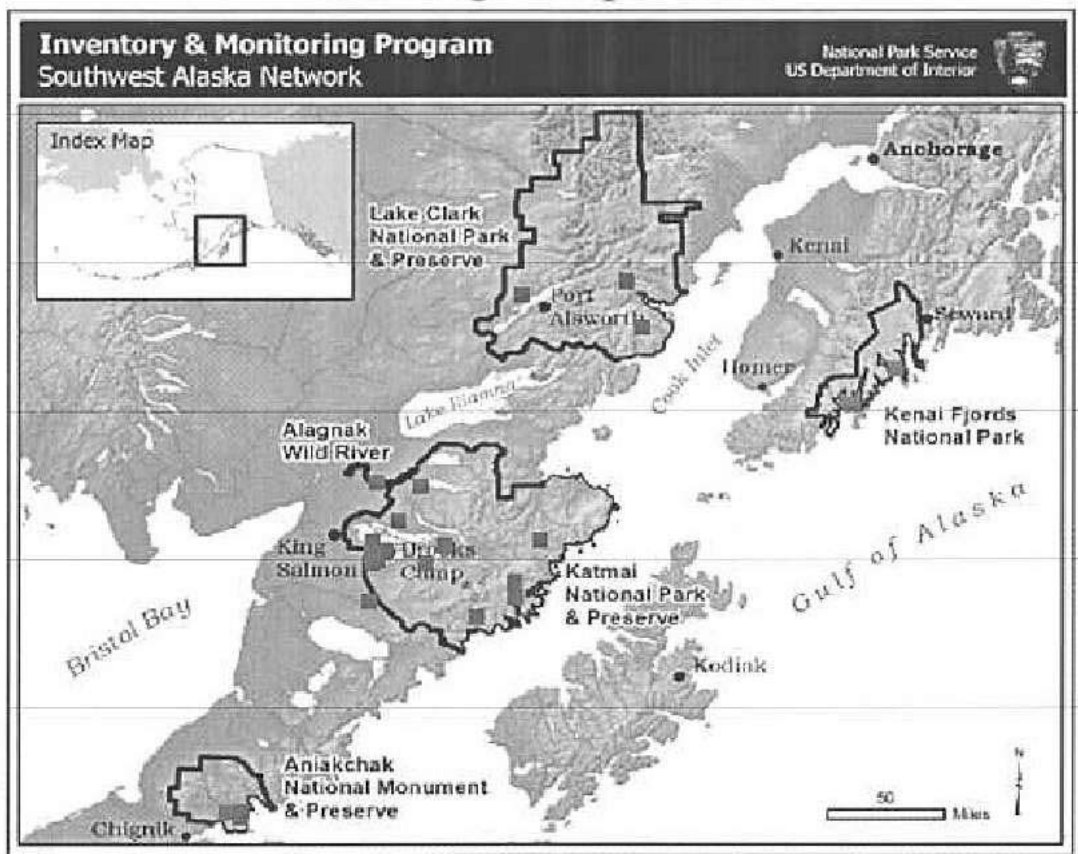 Inventory & Monitoring Program
Southwest Alaska Network
National Park Service
US Department of Interior
Index Map
Anchorage
Lake Clark
National Park
& Preserve
Kenai
Port
Alsworth
Seward
Cook Inlet
Homer
Lake Iliamna
Kenai Fjords
National Park
Alagnak
Wild River
Gulf of Alaska
King
Salmon
Brooks
Camp
Katmai
National Park
& Preserve
Bristol Bay
Kodiak
Aniakchak
National Monument
& Preserve
Chignik
N
50
Miles